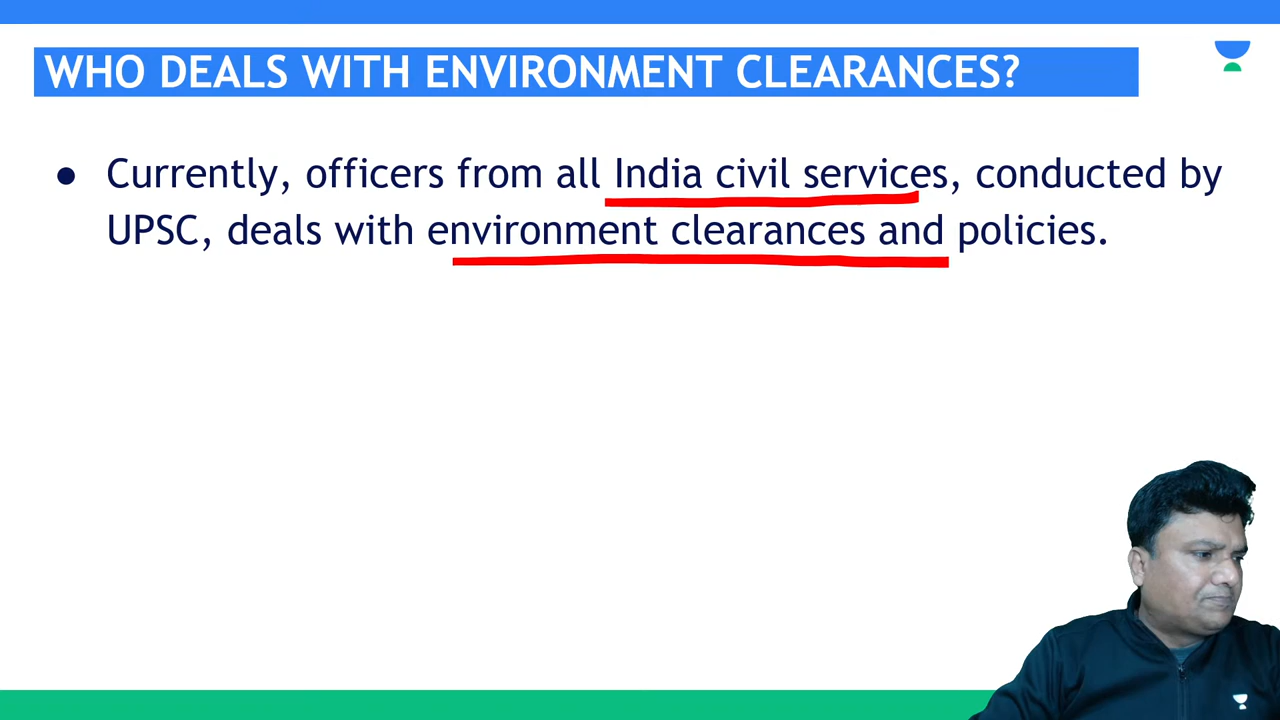 WHO DEALS WITH ENVIRONMENT CLEARANCES?
● Currently, officers from all India civil services, conducted by
UPSC, deals with environment clearances and policies.